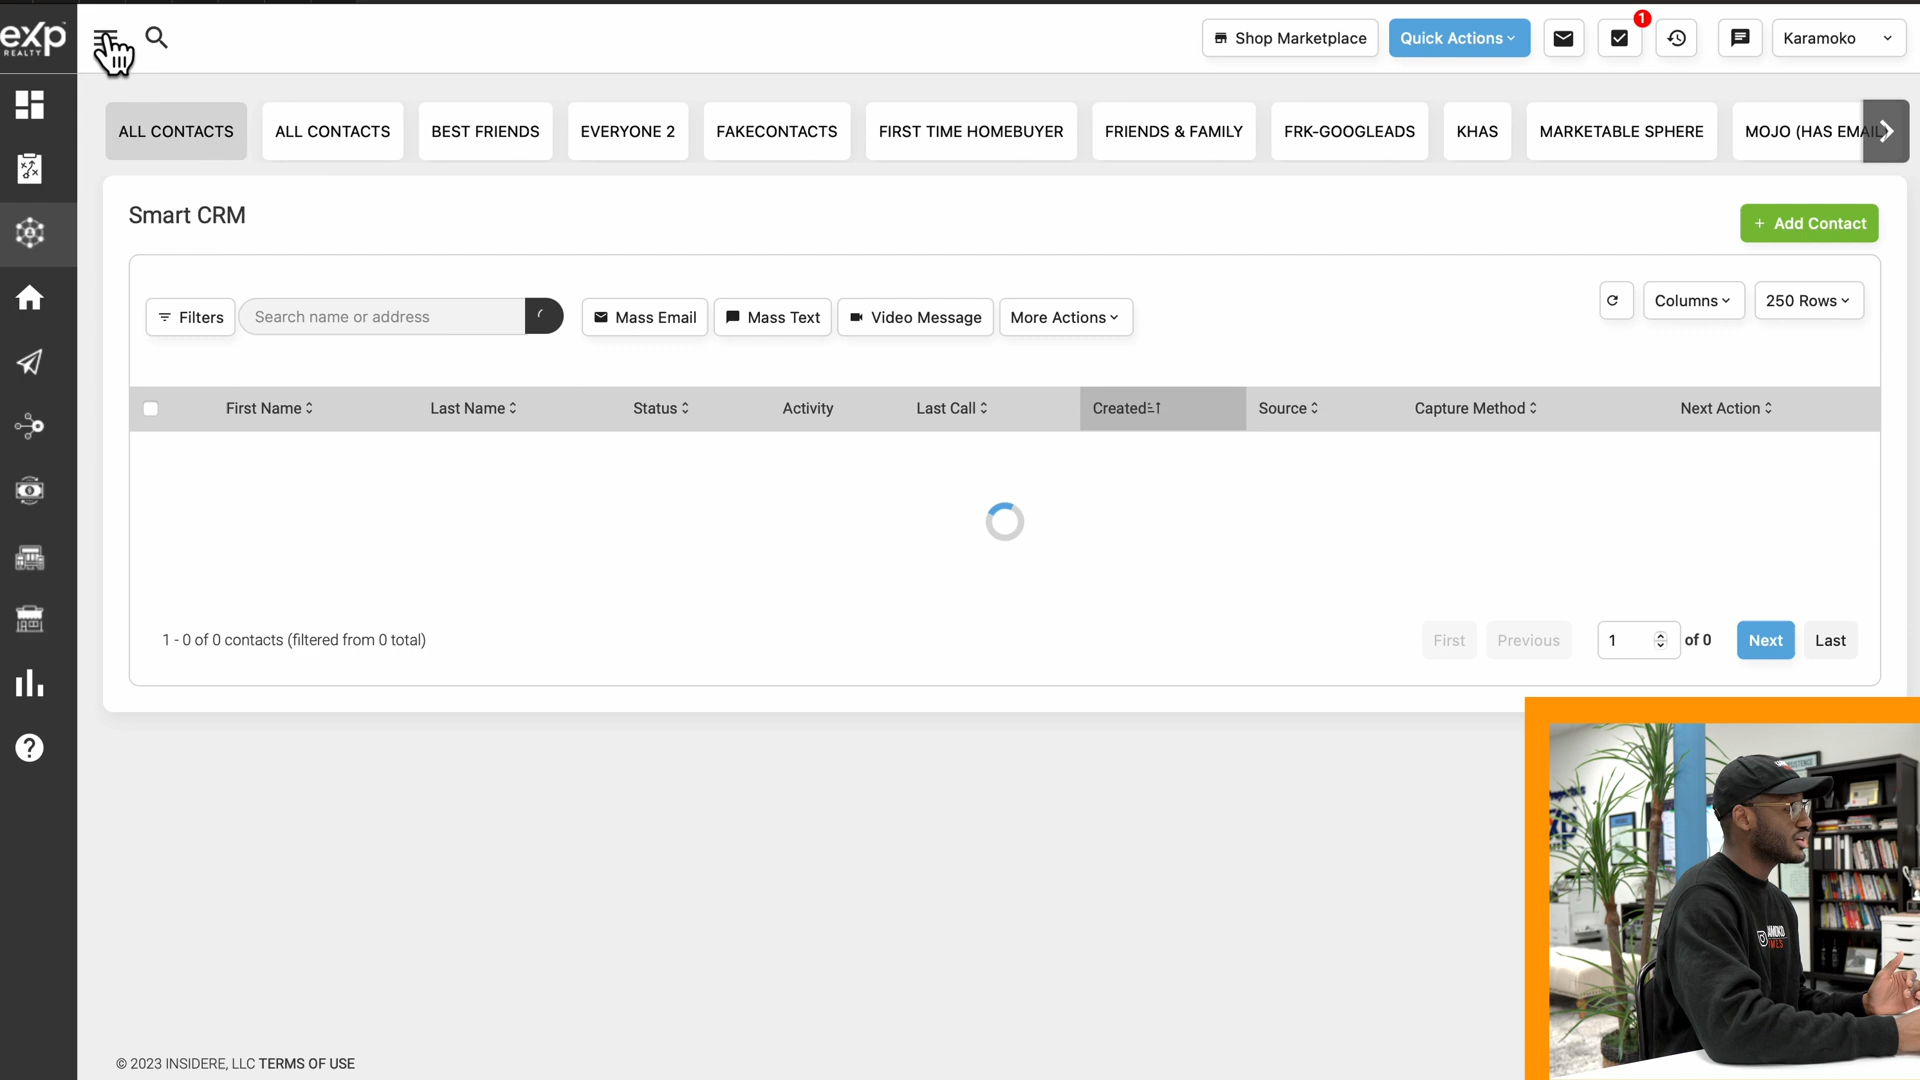 eXp
REALTY
Shop Marketplace
Quick Actions
1
Karamoko
ALL CONTACTS
ALL CONTACTS
BEST FRIENDS
EVERYONE 2
FAKECONTACTS
FIRST TIME HOMEBUYER
FRIENDS & FAMILY
FRK-GOOGLEADS
KHAS
MARKETABLE SPHERE
MOJO (HAS EMAIL
Smart CRM
+ Add Contact
Filters
Search name or address
Mass Email
Mass Text
Video Message
More Actions
Columns
250 Rows
First Name
Last Name
Status
Activity
Last Call
Created
Source
Capture Method
Next Action
1 - 0 of 0 contacts (filtered from 0 total)
First
Previous
1
of 0
Next
Last
© 2023 INSIDERE, LLC TERMS OF USE